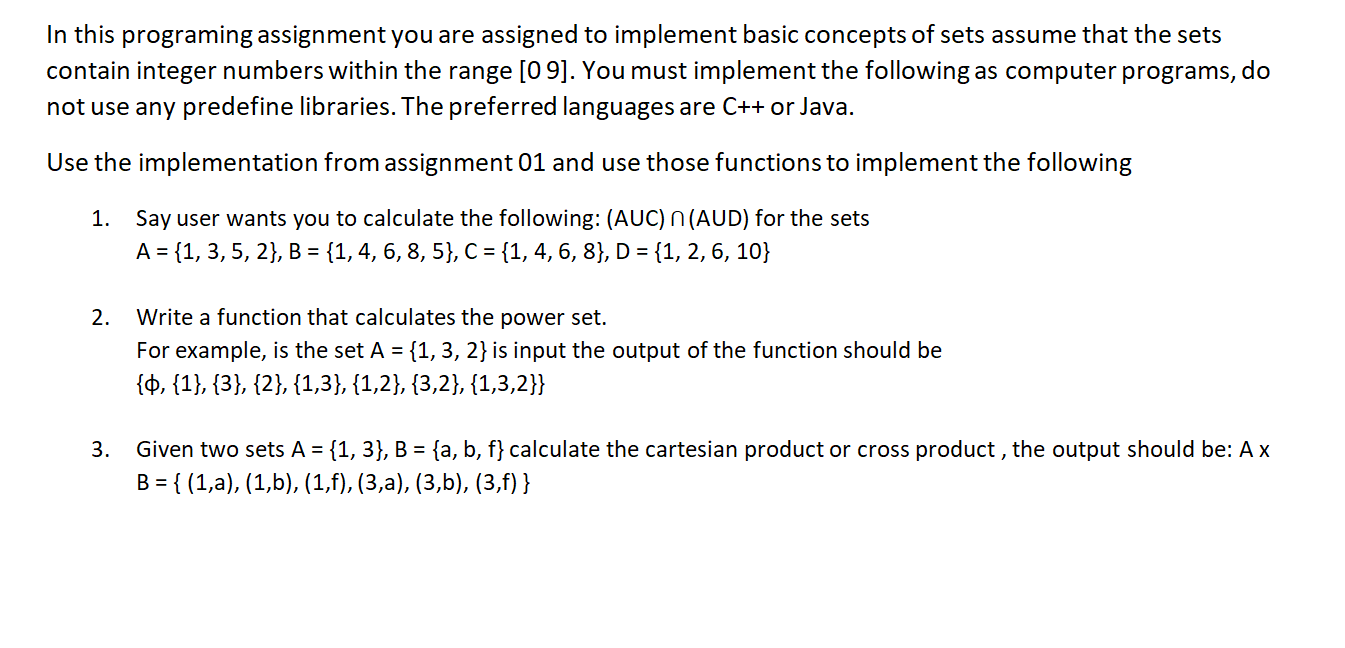 In this programing assignment you are assigned to implement basic concepts of sets assume that the sets
contain integer numbers within the range [0 9]. You must implement the following as computer programs, do
not use any predefine libraries. The preferred languages are C++ or Java.
Use the implementation from assignment 01 and use those functions to implement the following
1. Say user wants you to calculate the following: (AUC) ∩ (AUD) for the sets
A = {1, 3, 5, 2}, B = {1, 4, 6, 8, 5}, C = {1, 4, 6, 8}, D = {1, 2, 6, 10}
2. Write a function that calculates the power set.
For example, is the set A = {1, 3, 2} is input the output of the function should be
{ф, {1}, {3}, {2}, {1,3}, {1,2}, {3,2}, {1,3,2}}
3. Given two sets A = {1, 3}, B = {a, b, f} calculate the cartesian product or cross product , the output should be: A x
B = { (1,a), (1,b), (1,f), (3,a), (3,b), (3,f) }